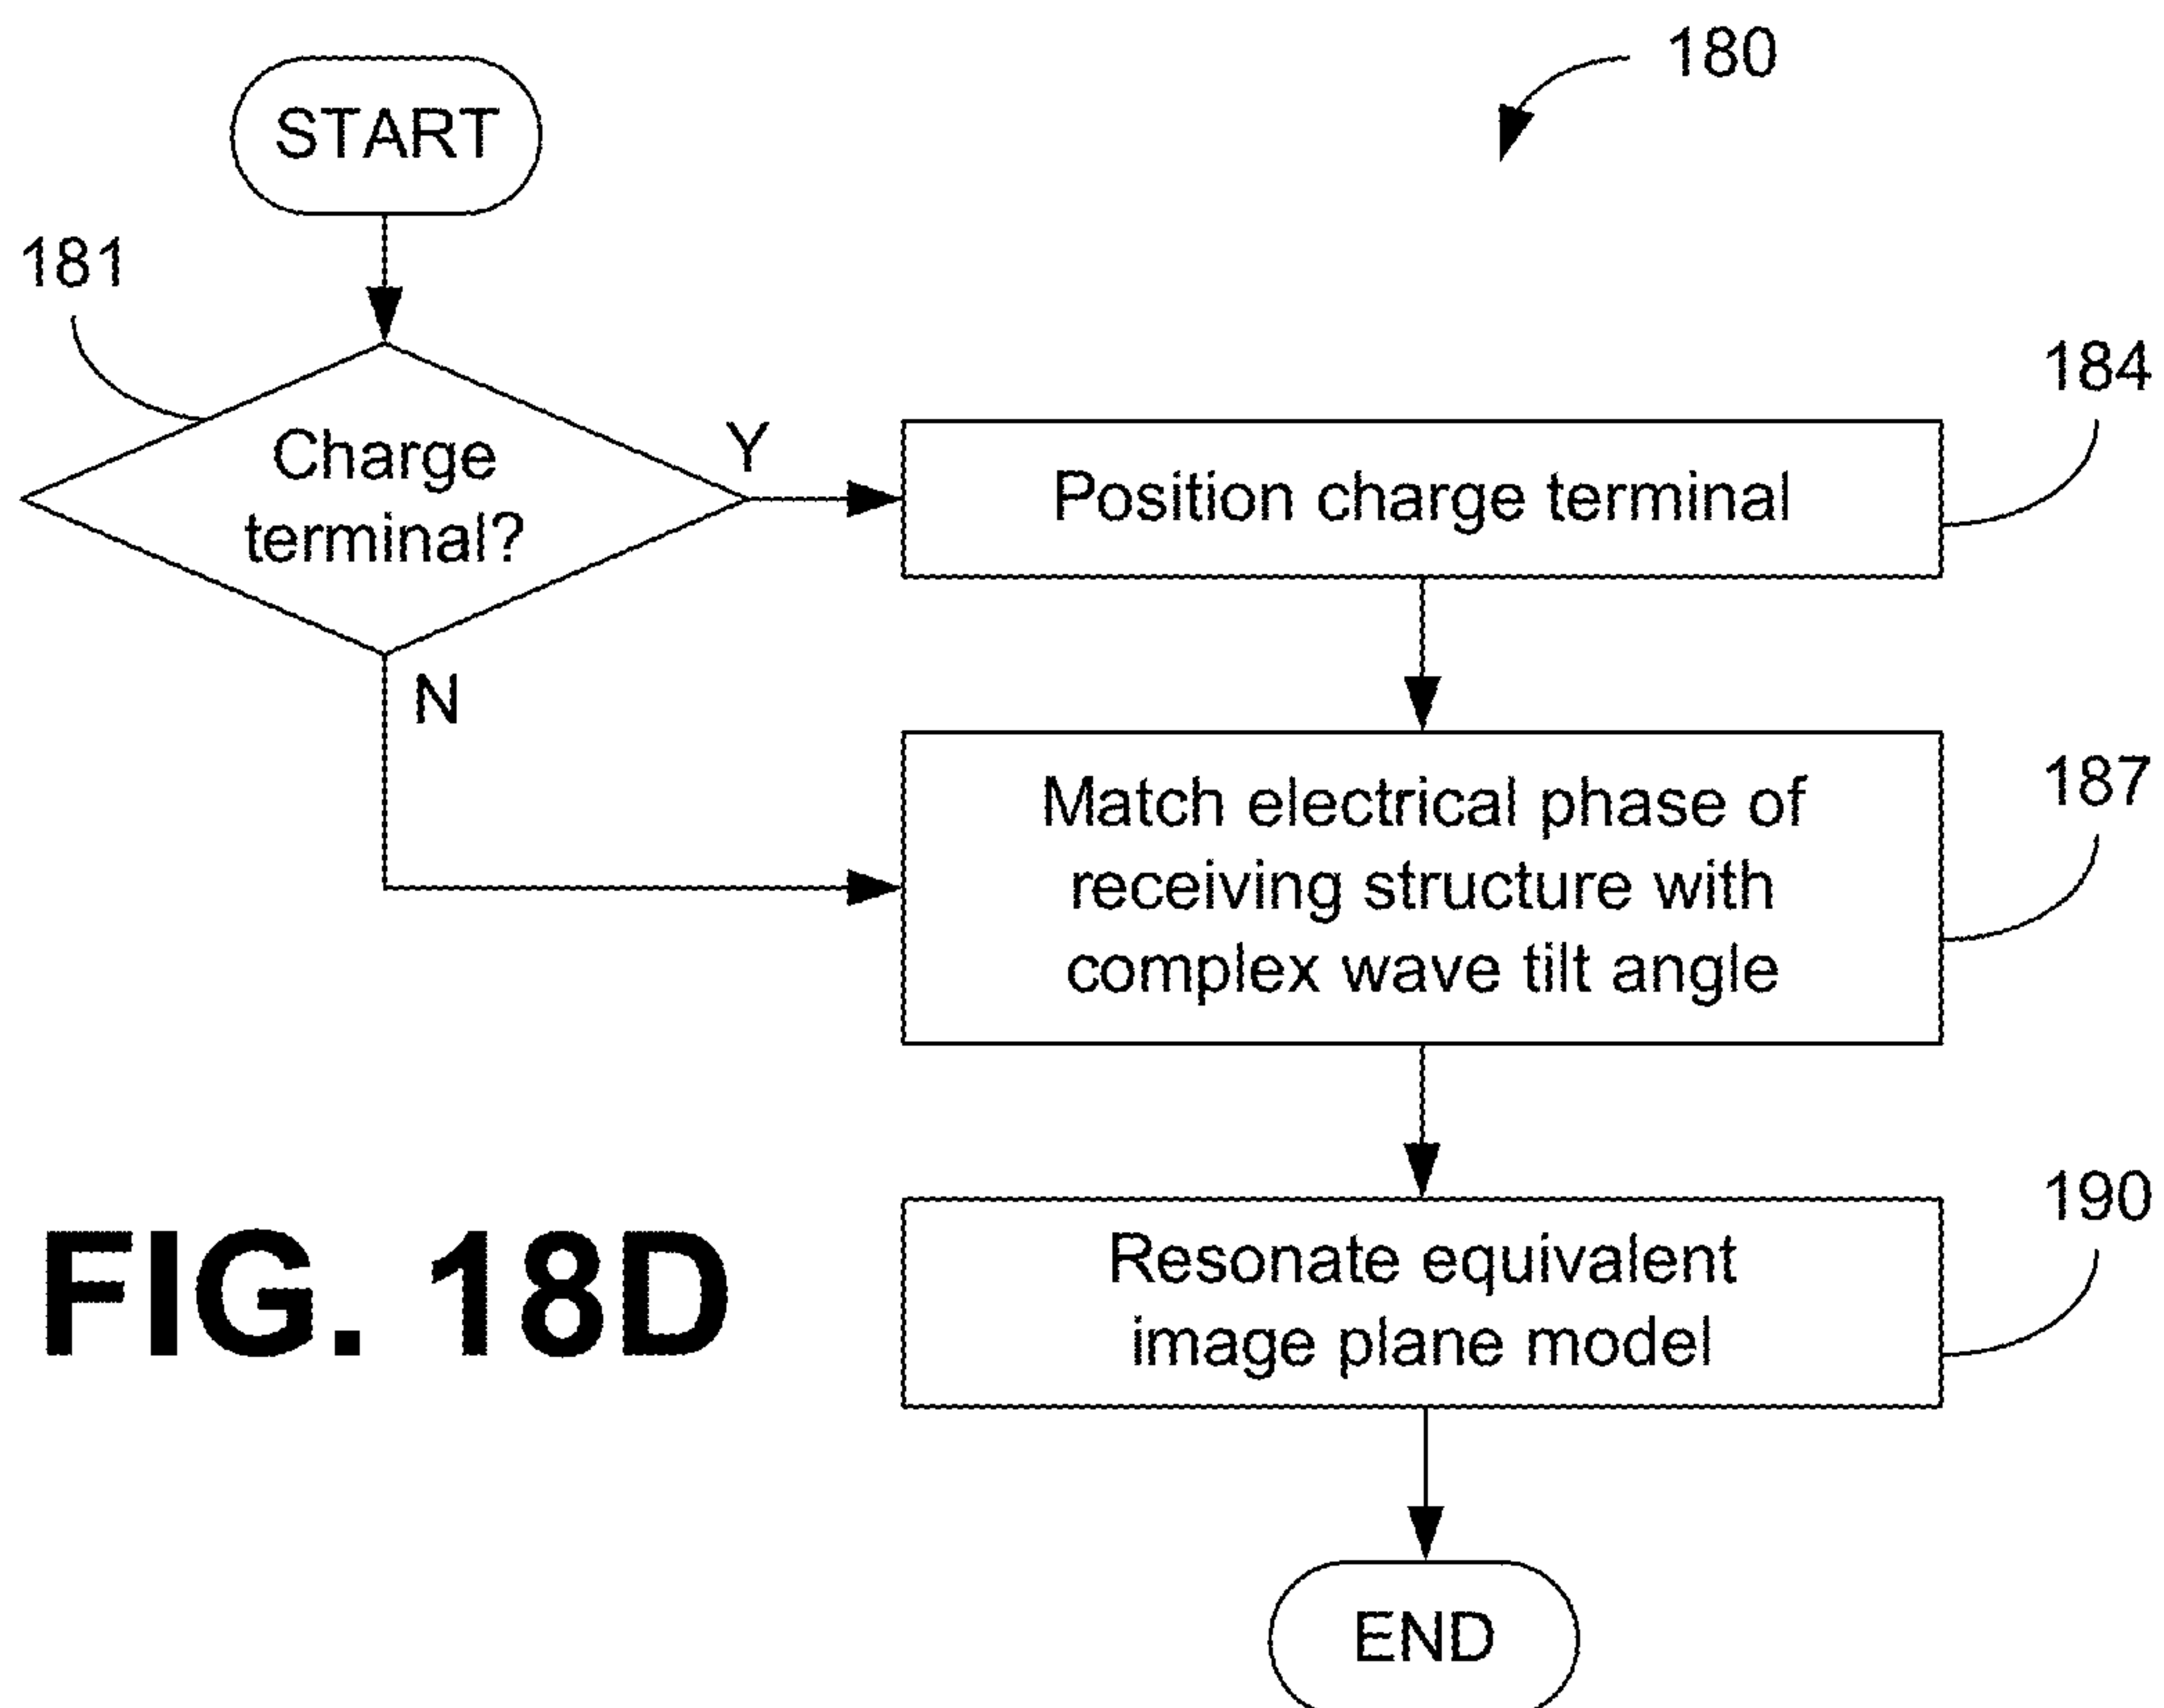 180
START
181
Charge
terminal?
Y
N
184
Position charge terminal
187
Match electrical phase of
receiving structure with
complex wave tilt angle
190
Resonate equivalent
image plane model
END
FIG. 18D